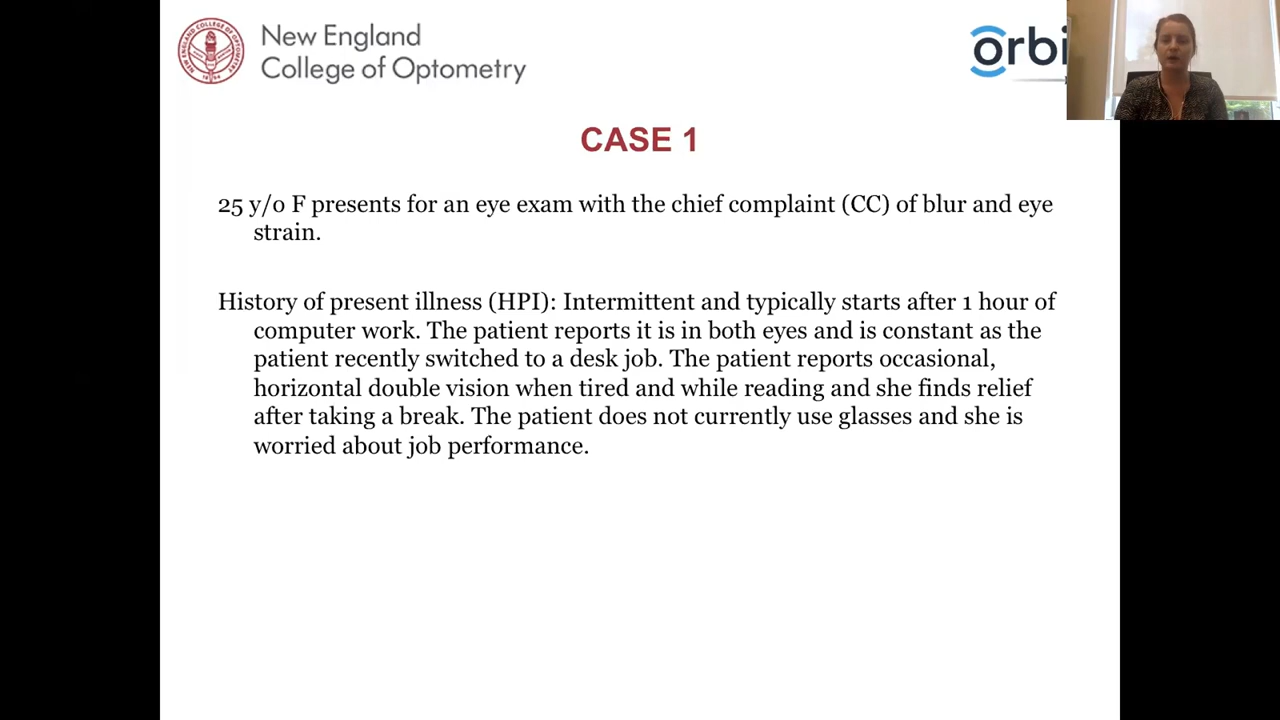 New England
College of Optometry
orbi
CASE 1
25 y/o F presents for an eye exam with the chief complaint (CC) of blur and eye
strain.
History of present illness (HPI): Intermittent and typically starts after 1 hour of
computer work. The patient reports it is in both eyes and is constant as the
patient recently switched to a desk job. The patient reports occasional,
horizontal double vision when tired and while reading and she finds relief
after taking a break. The patient does not currently use glasses and she is
worried about job performance.